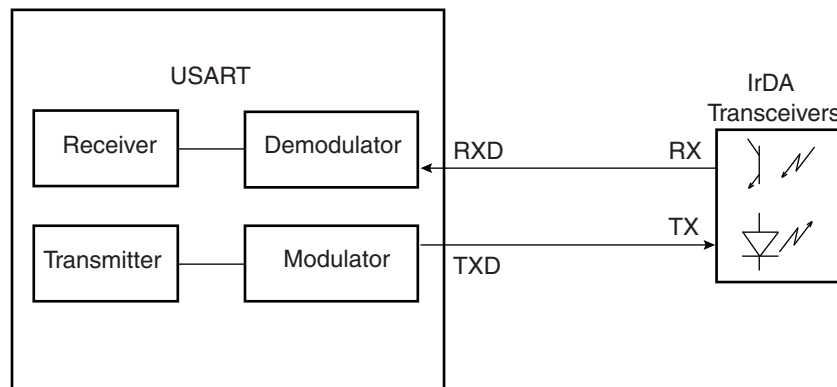 USART
IrDA
Transceivers
Receiver
Demodulator
RXD
RX
Transmitter
Modulator
TXD
TX